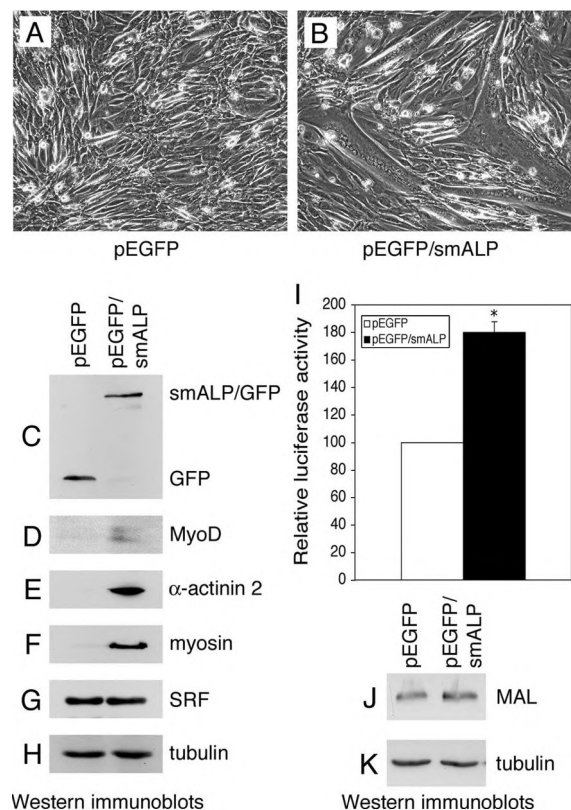 A
B
pEGFP
pEGFP/smALP
pEGFP
pEGFP/
smALP
C
smALP/GFP
GFP
D
MyoD
E
α-actinin 2
F
myosin
G
SRF
H
tubulin
Western immunoblots
I
Relative luciferase activity
200
180
160
140
120
100
80
60
40
20
0
pEGFP
pEGFP/smALP
*
pEGFP
pEGFP/
smALP
J
MAL
K
tubulin
Western immunoblots